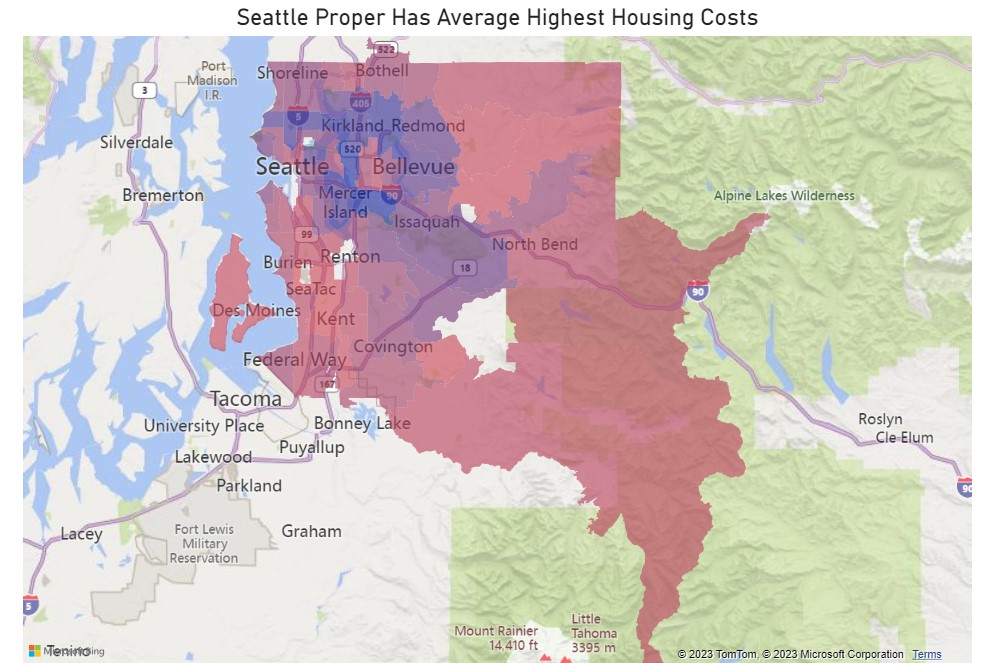 Seattle Proper Has Average Highest Housing Costs
522
Port
Madison
I.R.
Shoreline
Bothell
3
405
5
Silverdale
Kirkland
Redmond
520
Seattle
Bellevue
Bremerton
Mercer
Island
90
Alpine Lakes Wilderness
Issaquah
99
North Bend
Burien
Renton
18
SeaTac
90
Des Moines
Kent
Covington
Federal Way
167
Tacoma
University Place
Bonney Lake
Roslyn
Cle Elum
Puyallup
Lakewood
Parkland
90
Lacey
Fort Lewis
Military
Reservation
Graham
5
Mount Rainier
14,410 ft
Little
Tahoma
3395 m
Tenino
© 2023 TomTom, © 2023 Microsoft Corporation
Terms